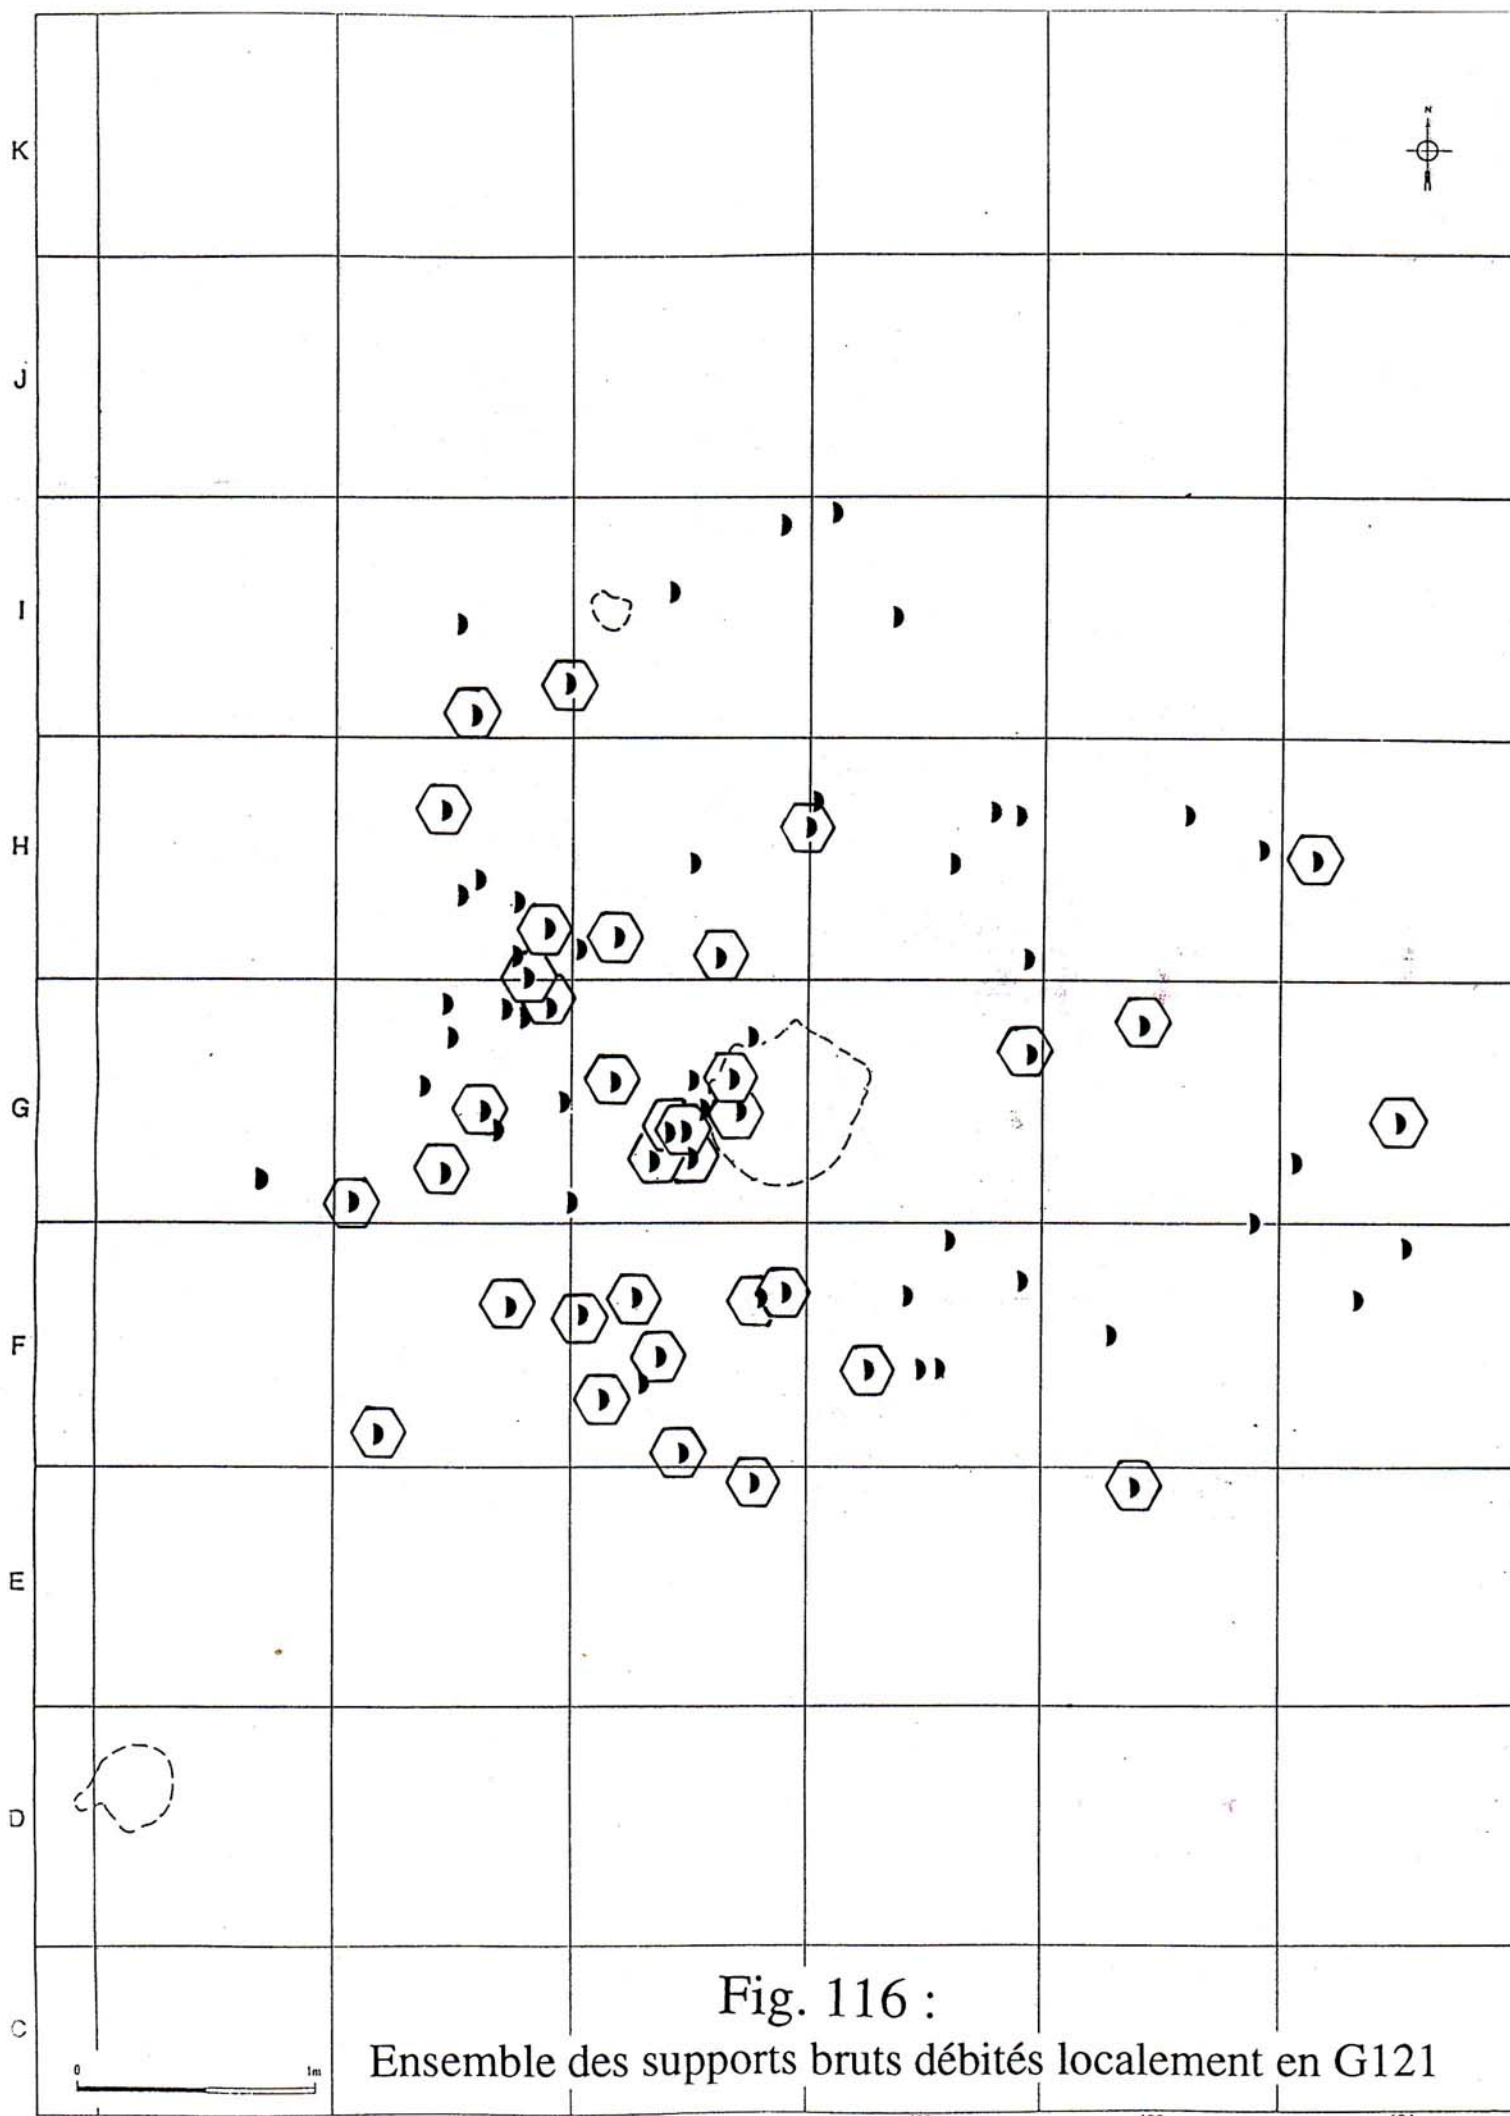 N
K
J
I
H
G
F
E
D
C
0 1m
Fig. 116 :
Ensemble des supports bruts débités localement en G121